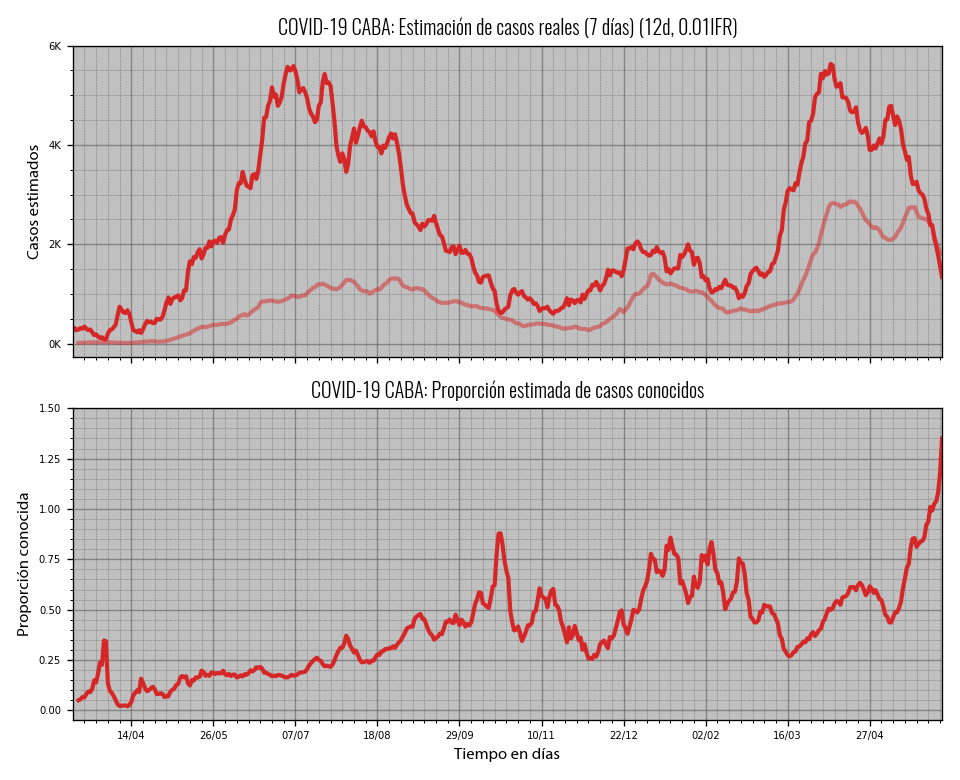 COVID-19 CABA: Estimación de casos reales (7 días) (12d, 0.01IFR)
6K
4K
2K
0K
Casos estimados
COVID-19 CABA: Proporción estimada de casos conocidos
1.50
1.25
1.00
0.75
0.50
0.25
0.00
Proporción conocida
14/04 26/05 07/07 18/08 29/09 10/11 22/12 02/02 16/03 27/04
Tiempo en días